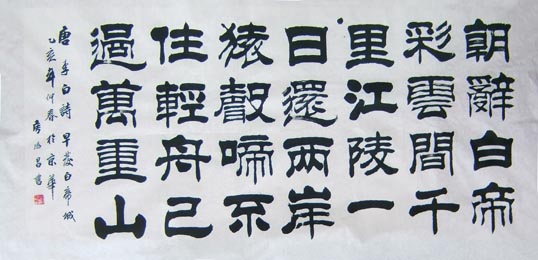 朝辭白帝
彩雲間千
里江陵一
日還兩岸
猿聲啼不
住輕舟已
過萬重山
唐李白詩早發白帝城
乙亥年仲春於京華
昌書